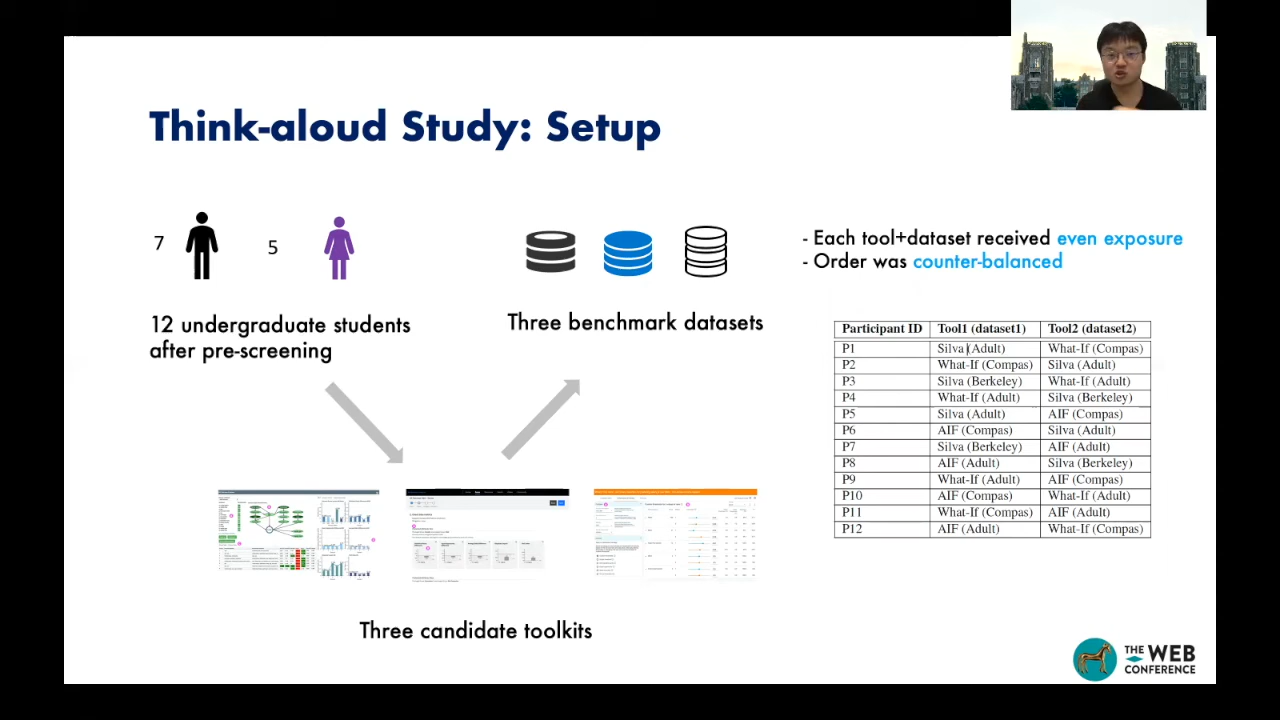 Think-aloud Study: Setup
7
5
12 undergraduate students
after pre-screening
Three benchmark datasets
- Each tool+dataset received even exposure
- Order was counter-balanced
Participant ID Tool1 (dataset1) Tool2 (dataset2)
P1 Silva (Adult) What-If (Compas)
P2 What-If (Compas) Silva (Adult)
P3 Silva (Berkeley) What-If (Adult)
P4 What-If (Adult) Silva (Berkeley)
P5 Silva (Adult) AIF (Compas)
P6 AIF (Compas) Silva (Adult)
P7 Silva (Berkeley) AIF (Adult)
P8 AIF (Adult) Silva (Berkeley)
P9 What-If (Adult) AIF (Compas)
P10 AIF (Compas) What-If (Adult)
P11 What-If (Compas) AIF (Adult)
P12 AIF (Adult) What-If (Compas)
Three candidate toolkits
THE WEB
CONFERENCE